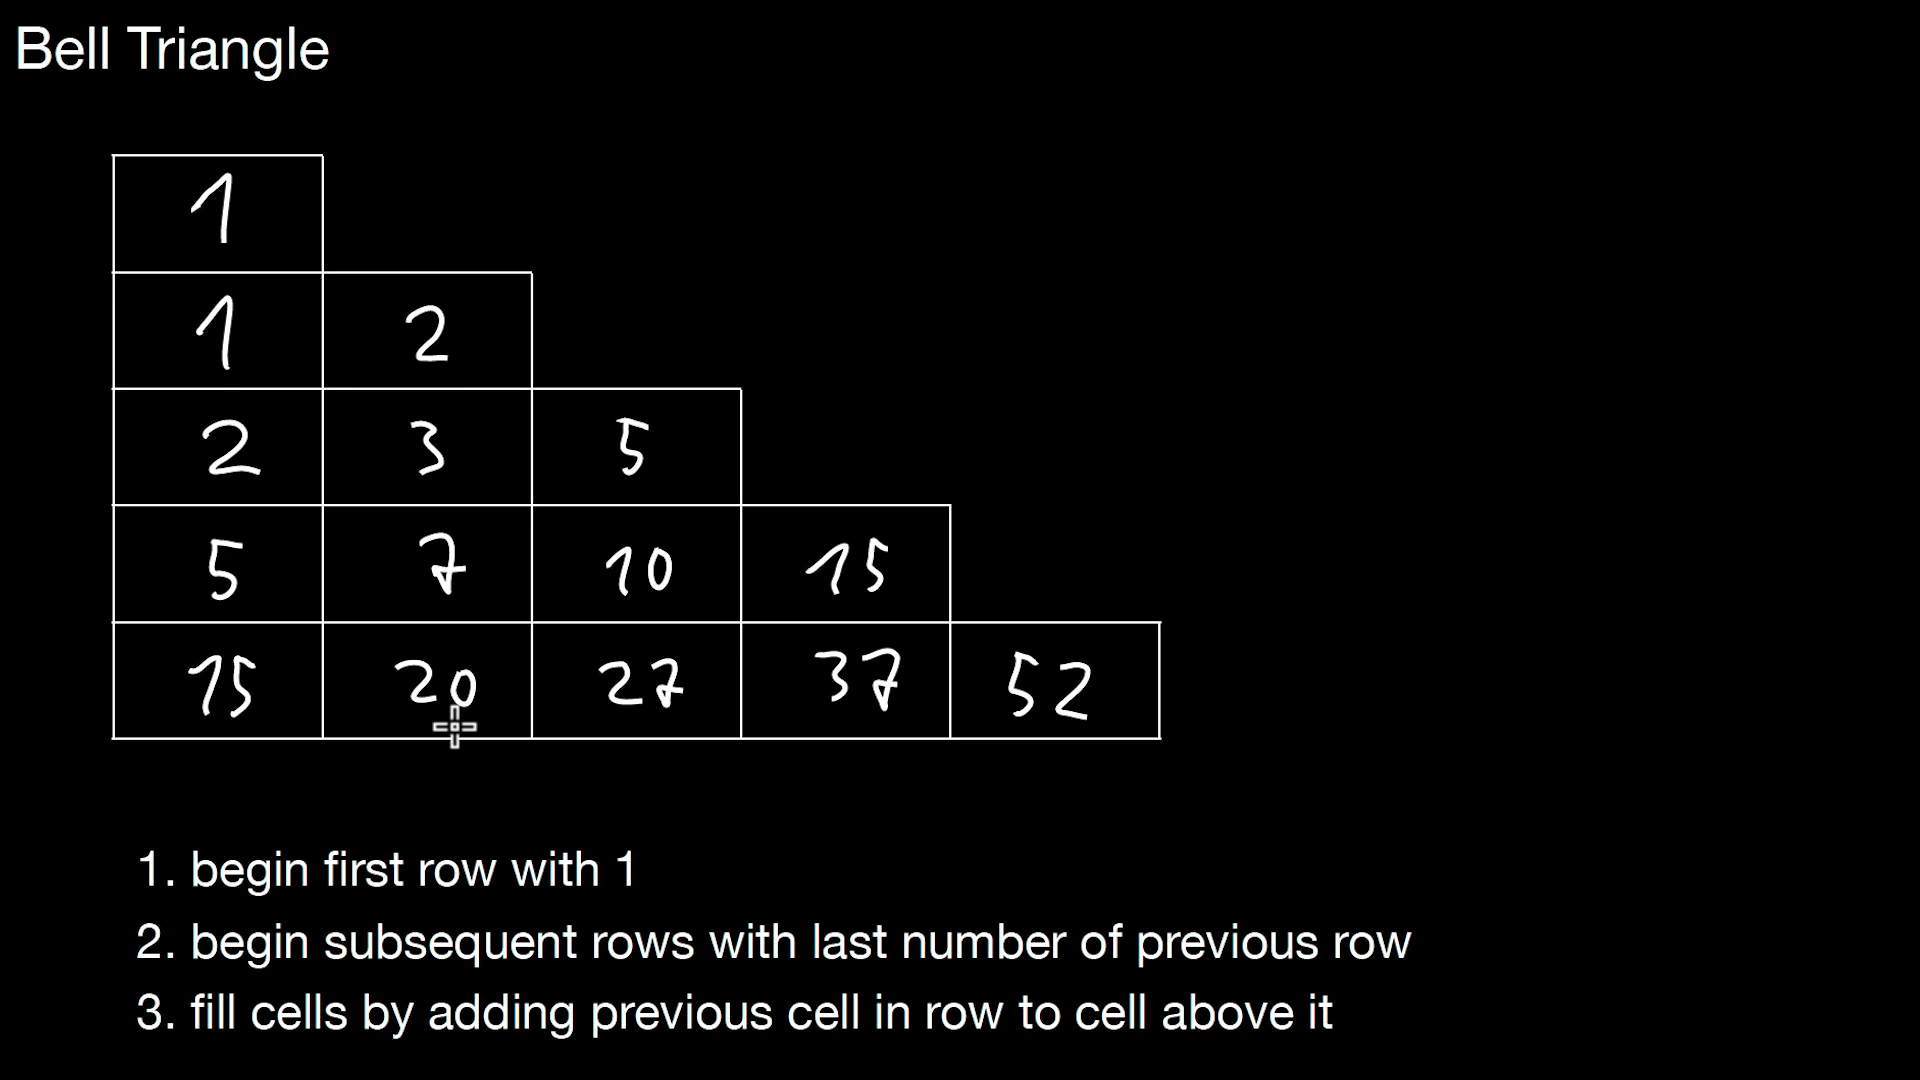 Bell Triangle
1
1 2
2 3 5
5 7 10 15
15 20 27 37 52
1. begin first row with 1
2. begin subsequent rows with last number of previous row
3. fill cells by adding previous cell in row to cell above it